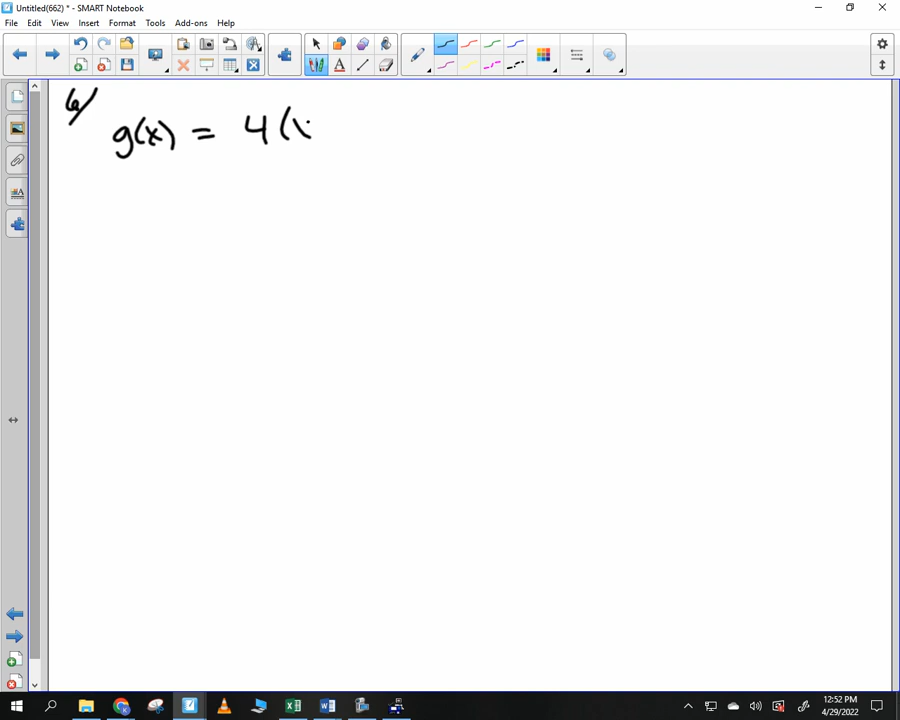 Untitled(662) * - SMART Notebook
File Edit View Insert Format Tools Add-ons Help
6/
g(x) = 4(
12:52 PM
4/29/2022